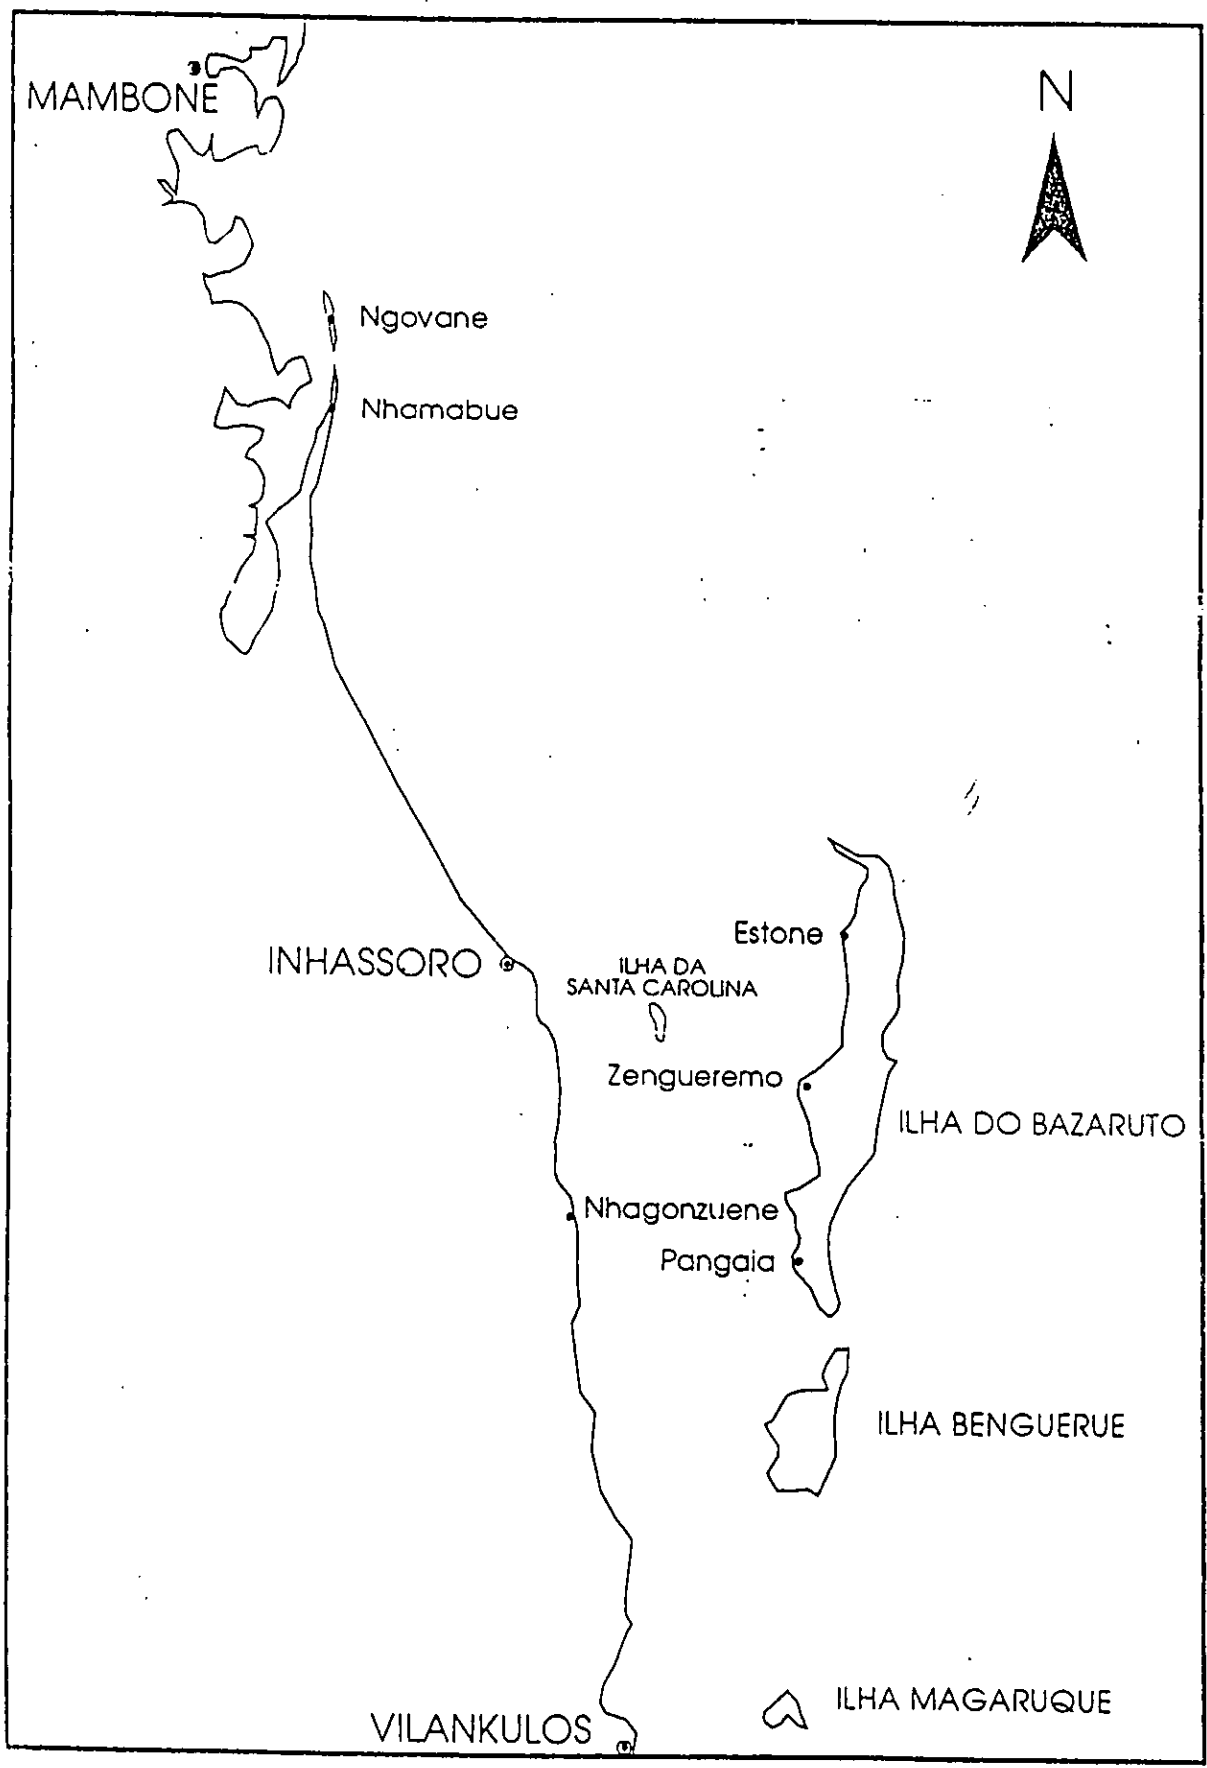 MAMBONE
N
Ngovane
Nhamabue
Estone
INHASSORO
ILHA DA
SANTA CAROLINA
Zengueremo
ILHA DO BAZARUTO
Nhagonzuene
Pangaia
ILHA BENGUERUE
ILHA MAGARUQUE
VILANKULOS